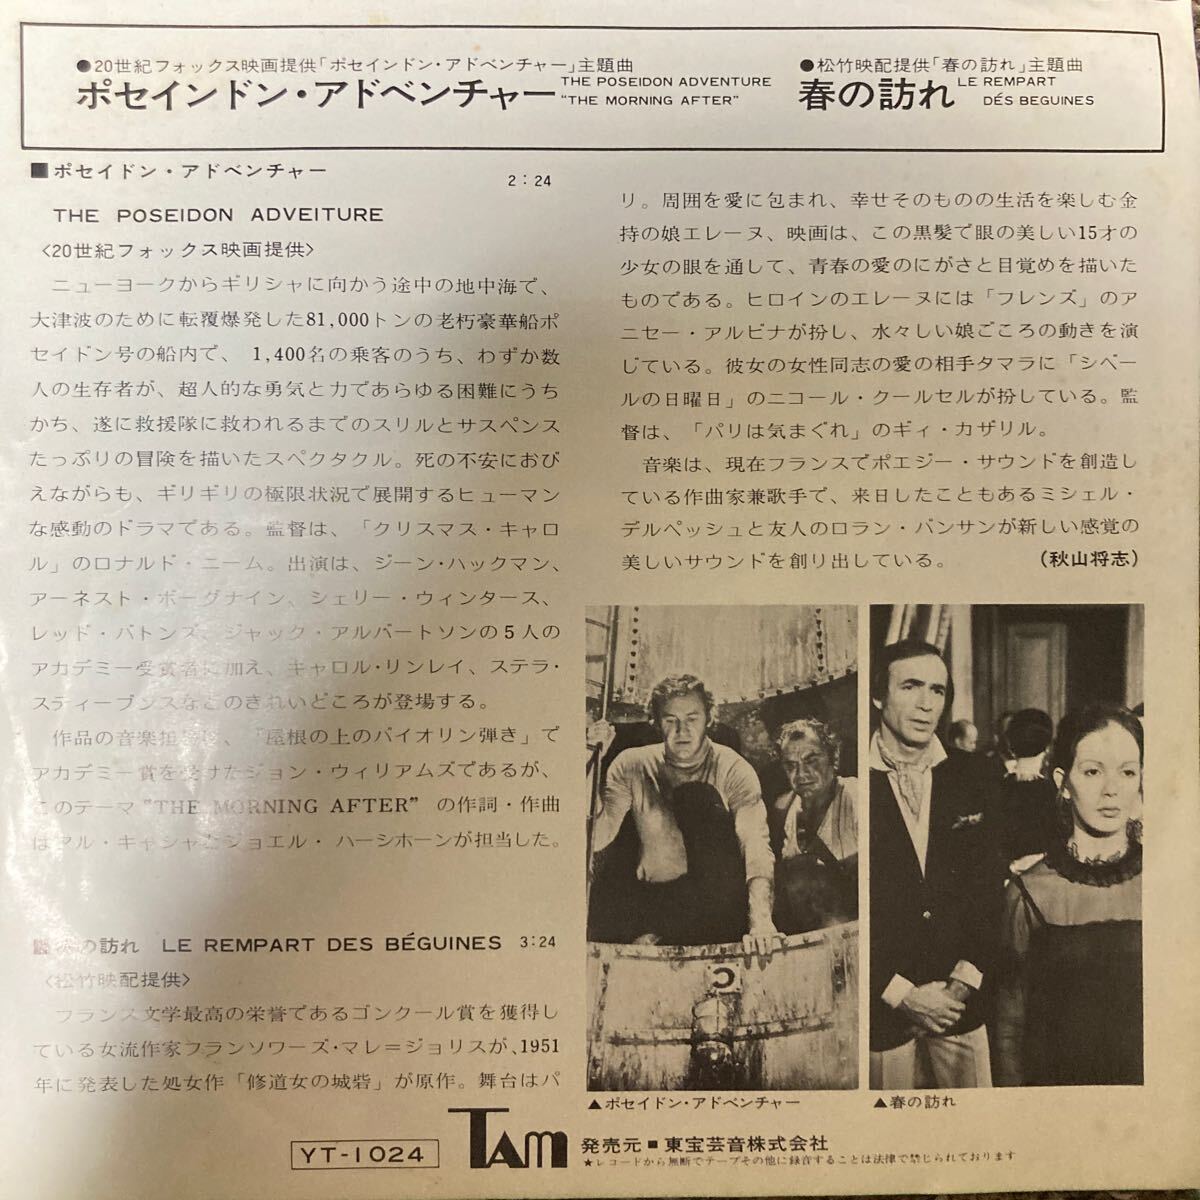 ●20世紀フォックス映画提供「ポセインドン・アドベンチャー」主題曲
ポセインドン・アドベンチャー
THE POSEIDON ADVENTURE
“THE MORNING AFTER”
●松竹映配提供「春の訪れ」主題曲
春の訪れ
LE REMPART
DÉS BEGUINES
■ポセイドン・アドベンチャー
2：24
THE POSEIDON ADVEITURE
〈20世紀フォックス映画提供〉
ニューヨークからギリシャに向かう途中の地中海で、
大津波のために転覆爆発した81,000トンの老朽豪華船ポ
セイドン号の船内で、1,400名の乗客のうち、わずか数
人の生存者が、超人的な勇気と力であらゆる困難にうち
かち、遂に救援隊に救われるまでのスリルとサスペンス
たっぷりの冒険を描いたスペクタクル。死の不安におび
えながらも、ギリギリの極限状況で展開するヒューマン
な感動のドラマである。監督は、「クリスマス・キャロ
ル」のロナルド・ニーム。出演は、ジーン・ハックマン、
アーネスト・ボーグナイン、シェリー・ウィンタース、
レッド・バトンズ、ジャック・アルバートソンの5人の
アカデミー受賞者に加え、キャロル・リンレイ、ステラ・
スティーブンスなどのきれいどころが登場する。
作品の音楽担当は、「屋根の上のバイオリン弾き」で
アカデミー賞を受けたジョン・ウィリアムズであるが、
このテーマ “THE MORNING AFTER” の作詞・作曲
はアル・キャシャとジョエル・ハーシホーンが担当した。
■春の訪れ LE REMPART DES BÉGUINES 3:24
〈松竹映配提供〉
フランス文学最高の栄誉であるゴンクール賞を獲得し
ている女流作家フランソワーズ・マレ＝ジョリスが、1951
年に発表した処女作「修道女の城砦」が原作。舞台はパ
リ。周囲を愛に包まれ、幸せそのものの生活を楽しむ金
持の娘エレーヌ、映画は、この黒髪で眼の美しい15才の
少女の眼を通して、青春の愛のにがさと目覚めを描いた
ものである。ヒロインのエレーヌには「フレンズ」のア
ニセー・アルビナが扮し、水々しい娘ごころの動きを演
じている。彼女の女性同志の愛の相手タマラに「シベー
ルの日曜日」のニコール・クールセルが扮している。監
督は、「パリは気まぐれ」のギィ・カザリル。
音楽は、現在フランスでポエジー・サウンドを創造し
ている作曲家兼歌手で、来日したこともあるミシェル・
デルペッシュと友人のロラン・バンサンが新しい感覚の
美しいサウンドを創り出している。（秋山将志）
▲ポセイドン・アドベンチャー
▲春の訪れ
YT-1024
TAM
発売元■東宝芸音株式会社
★レコードから無断でテープその他に録音することは法律で禁じられております